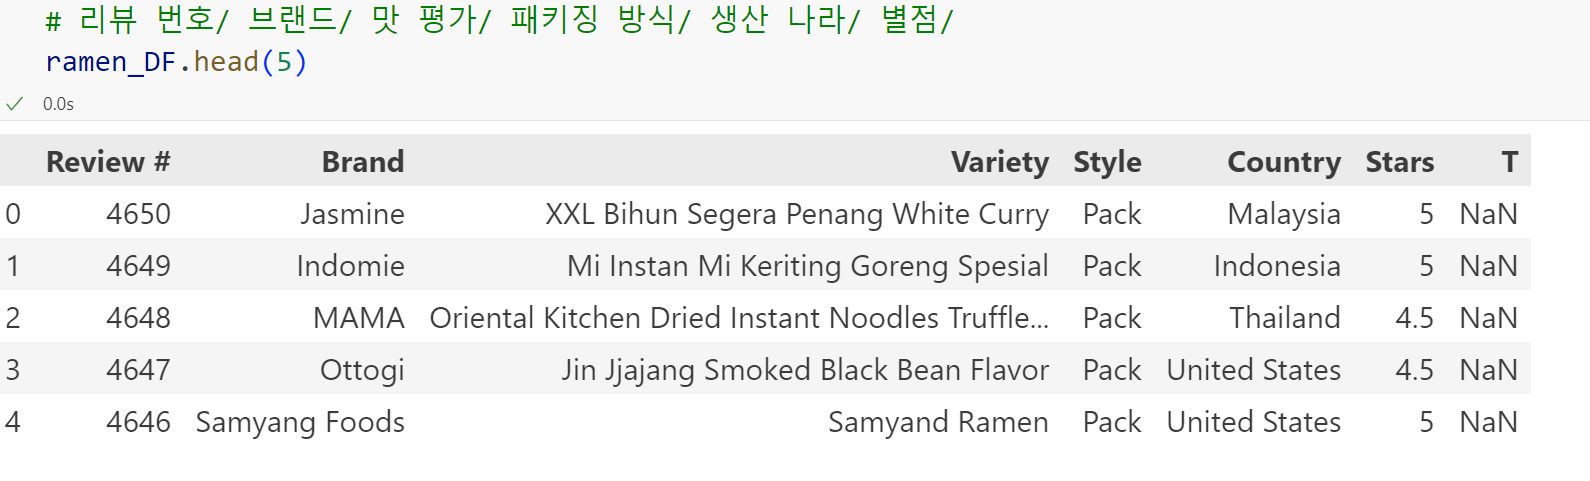 # 리뷰 번호/ 브랜드/ 맛 평가/ 패키징 방식/ 생산 나라/ 별점/
ramen_DF.head(5)
✓ 0.0s
Review # Brand Variety Style Country Stars T
0 4650 Jasmine XXL Bihun Segera Penang White Curry Pack Malaysia 5 NaN
1 4649 Indomie Mi Instan Mi Keriting Goreng Spesial Pack Indonesia 5 NaN
2 4648 MAMA Oriental Kitchen Dried Instant Noodles Truffle... Pack Thailand 4.5 NaN
3 4647 Ottogi Jin Jjajang Smoked Black Bean Flavor Pack United States 4.5 NaN
4 4646 Samyang Foods Samyand Ramen Pack United States 5 NaN